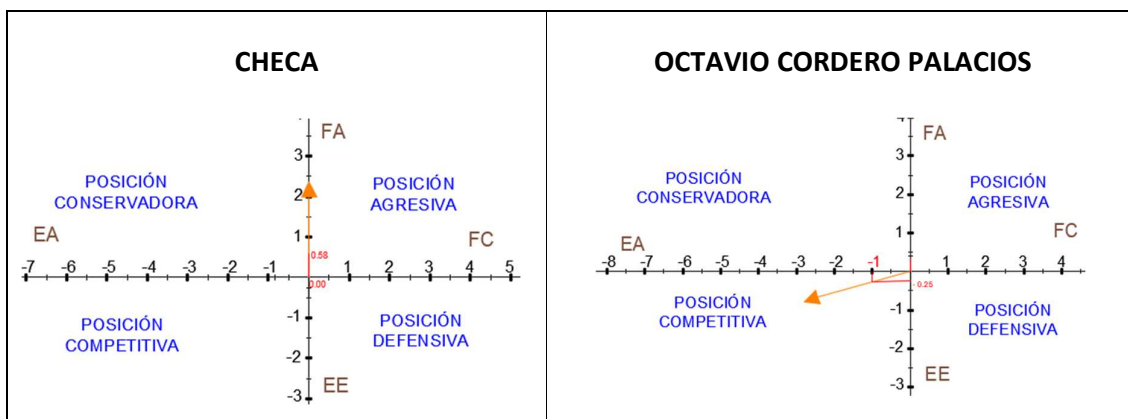 CHECA
FA
3
POSICIÓN
CONSERVADORA
POSICIÓN
AGRESIVA
2
1
EA
FC
0.58
-7 -6 -5 -4 -3 -2 -1 1 2 3 4 5
0.00
POSICIÓN
COMPETITIVA
-1
POSICIÓN
DEFENSIVA
-2
EE
-3
OCTAVIO CORDERO PALACIOS
FA
3
POSICIÓN
CONSERVADORA
POSICIÓN
AGRESIVA
2
1
EA
FC
-8 -7 -6 -5 -4 -3 -2 -1 1 2 3 4
- 0.25
POSICIÓN
COMPETITIVA
-1
POSICIÓN
DEFENSIVA
-2
EE
-3